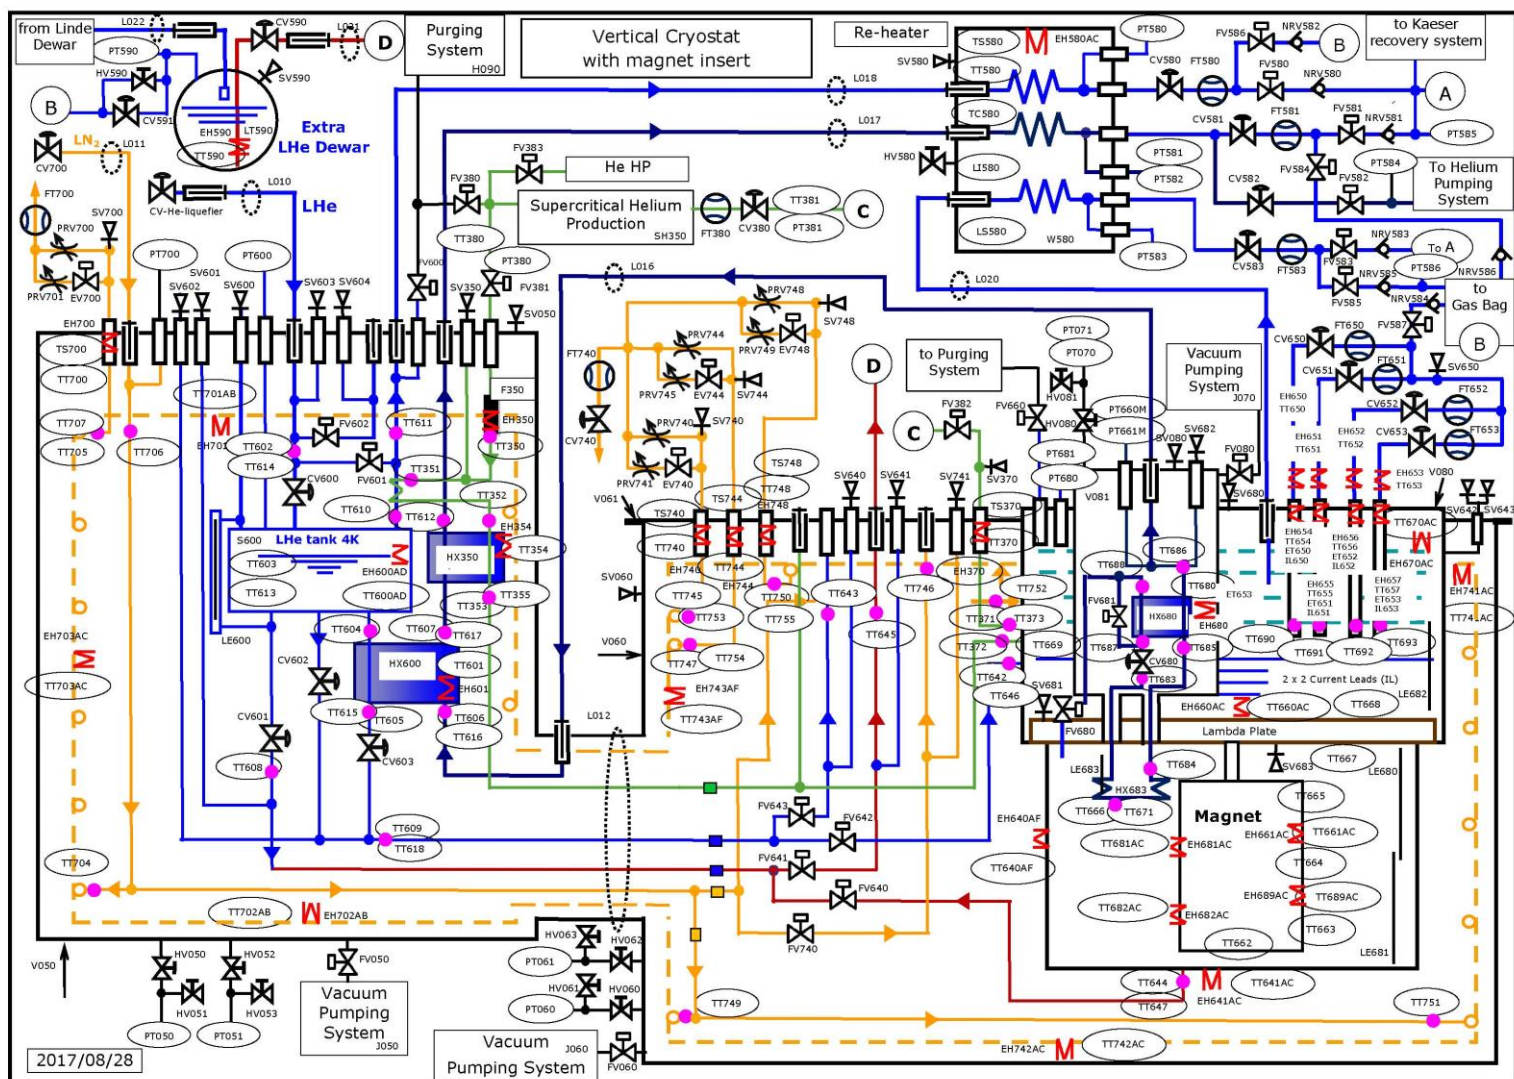 from Linde
Dewar
L022
CV590
L021
D
PT590
HV590
SV590
B
CV591
EH590
LT590
TT590
Extra
LHe Dewar
LN2
L011
CV700
FT700
CV-He-liquefier
L010
LHe
Purging
System
H090
Vertical Cryostat
with magnet insert
Re-heater
SV580
TS580
TT580
EH580AC
PT580
L018
L017
TC580
HV580
LI580
LS580
W580
PT581
PT582
PT583
CV580
FT580
FV586
NRV582
B
FV580
NRV580
to Kaeser
recovery system
A
CV581
FT581
FV581
NRV581
PT585
FV584
PT584
CV582
FV582
To Helium
Pumping
System
CV583
FT583
FV583
NRV583
To A
PT586
NRV586
FV585
NRV585
NRV584
to
Gas Bag
B
FV587
FV383
He HP
FV380
Supercritical Helium
Production
SH350
FT380
CV380
TT381
PT381
C
TT380
PT380
FV600
FV381
SV350
SV050
L016
L020
PRV700
SV700
PRV701
EV700
PT700
SV601
SV602
SV600
PT600
SV603
SV604
EH700
TS700
TT700
TT707
TT705
TT706
TT701AB
EH701
TT602
TT614
FV602
FV601
CV600
TT611
TT351
TT610
TT612
F350
EH350
TT350
TT352
EH354
TT354
HX350
TT353
TT355
S600
LHe tank 4K
TT603
TT613
EH600AD
TT600AD
LE600
TT604
TT607
TT617
TT601
HX600
EH601
CV602
TT615
TT605
TT606
TT616
CV601
CV603
TT608
TT609
TT618
EH703AC
TT703AC
TT704
TT702AB
EH702AB
V050
HV050
HV051
HV052
HV053
PT050
PT051
FV050
Vacuum
Pumping
System
J050
2017/08/28
FT740
CV740
PRV744
PRV745
EV744
SV744
PRV748
PRV749
EV748
SV748
PRV740
PRV741
EV740
SV740
V061
TS740
TT740
EH740
TS744
TT744
EH744
TS748
TT748
EH748
TT745
TT753
TT747
TT754
TT750
TT755
EH743AF
TT743AF
SV060
V060
L012
D
SV640
SV641
SV741
TT643
TT645
TT746
to Purging
System
C
FV382
SV370
TS370
TT370
EH370
TT752
TT371
TT373
TT372
TT642
TT646
TT669
PT071
PT070
HV081
FV660
HV080
PT660M
PT661M
PT681
PT680
V081
Vacuum
Pumping
System
J070
SV080
SV682
FV080
SV680
TT686
TT688
TT680
ET653
FV681
HX680
EH680
TT687
CV680
TT685
TT683
SV681
FV680
EH660AC
TT660AC
Lambda Plate
CV650
FT650
CV651
FT651
SV650
CV652
FT652
CV653
FT653
EH650
TT650
EH651
TT651
EH652
TT652
EH653
TT653
V080
SV642
SV643
TT670AC
EH670AC
EH654
TT654
ET650
IL650
EH656
TT656
ET652
IL652
EH655
TT655
ET651
IL651
EH657
TT657
ET653
IL653
EH741AC
TT741AC
TT690
TT691
TT692
TT693
2 x 2 Current Leads (IL)
LE682
TT668
LE683
TT684
SV683
TT667
LE680
HX683
TT666
TT671
Magnet
TT665
EH661AC
TT661AC
TT681AC
EH681AC
TT664
EH640AF
TT640AF
EH689AC
TT689AC
TT682AC
EH682AC
TT663
TT662
LE681
TT644
TT647
EH641AC
TT641AC
FV643
FV642
FV641
FV640
FV740
HV063
HV062
PT061
HV061
HV060
PT060
Vacuum
Pumping System
J060
FV060
TT749
TT751
EH742AC
TT742AC